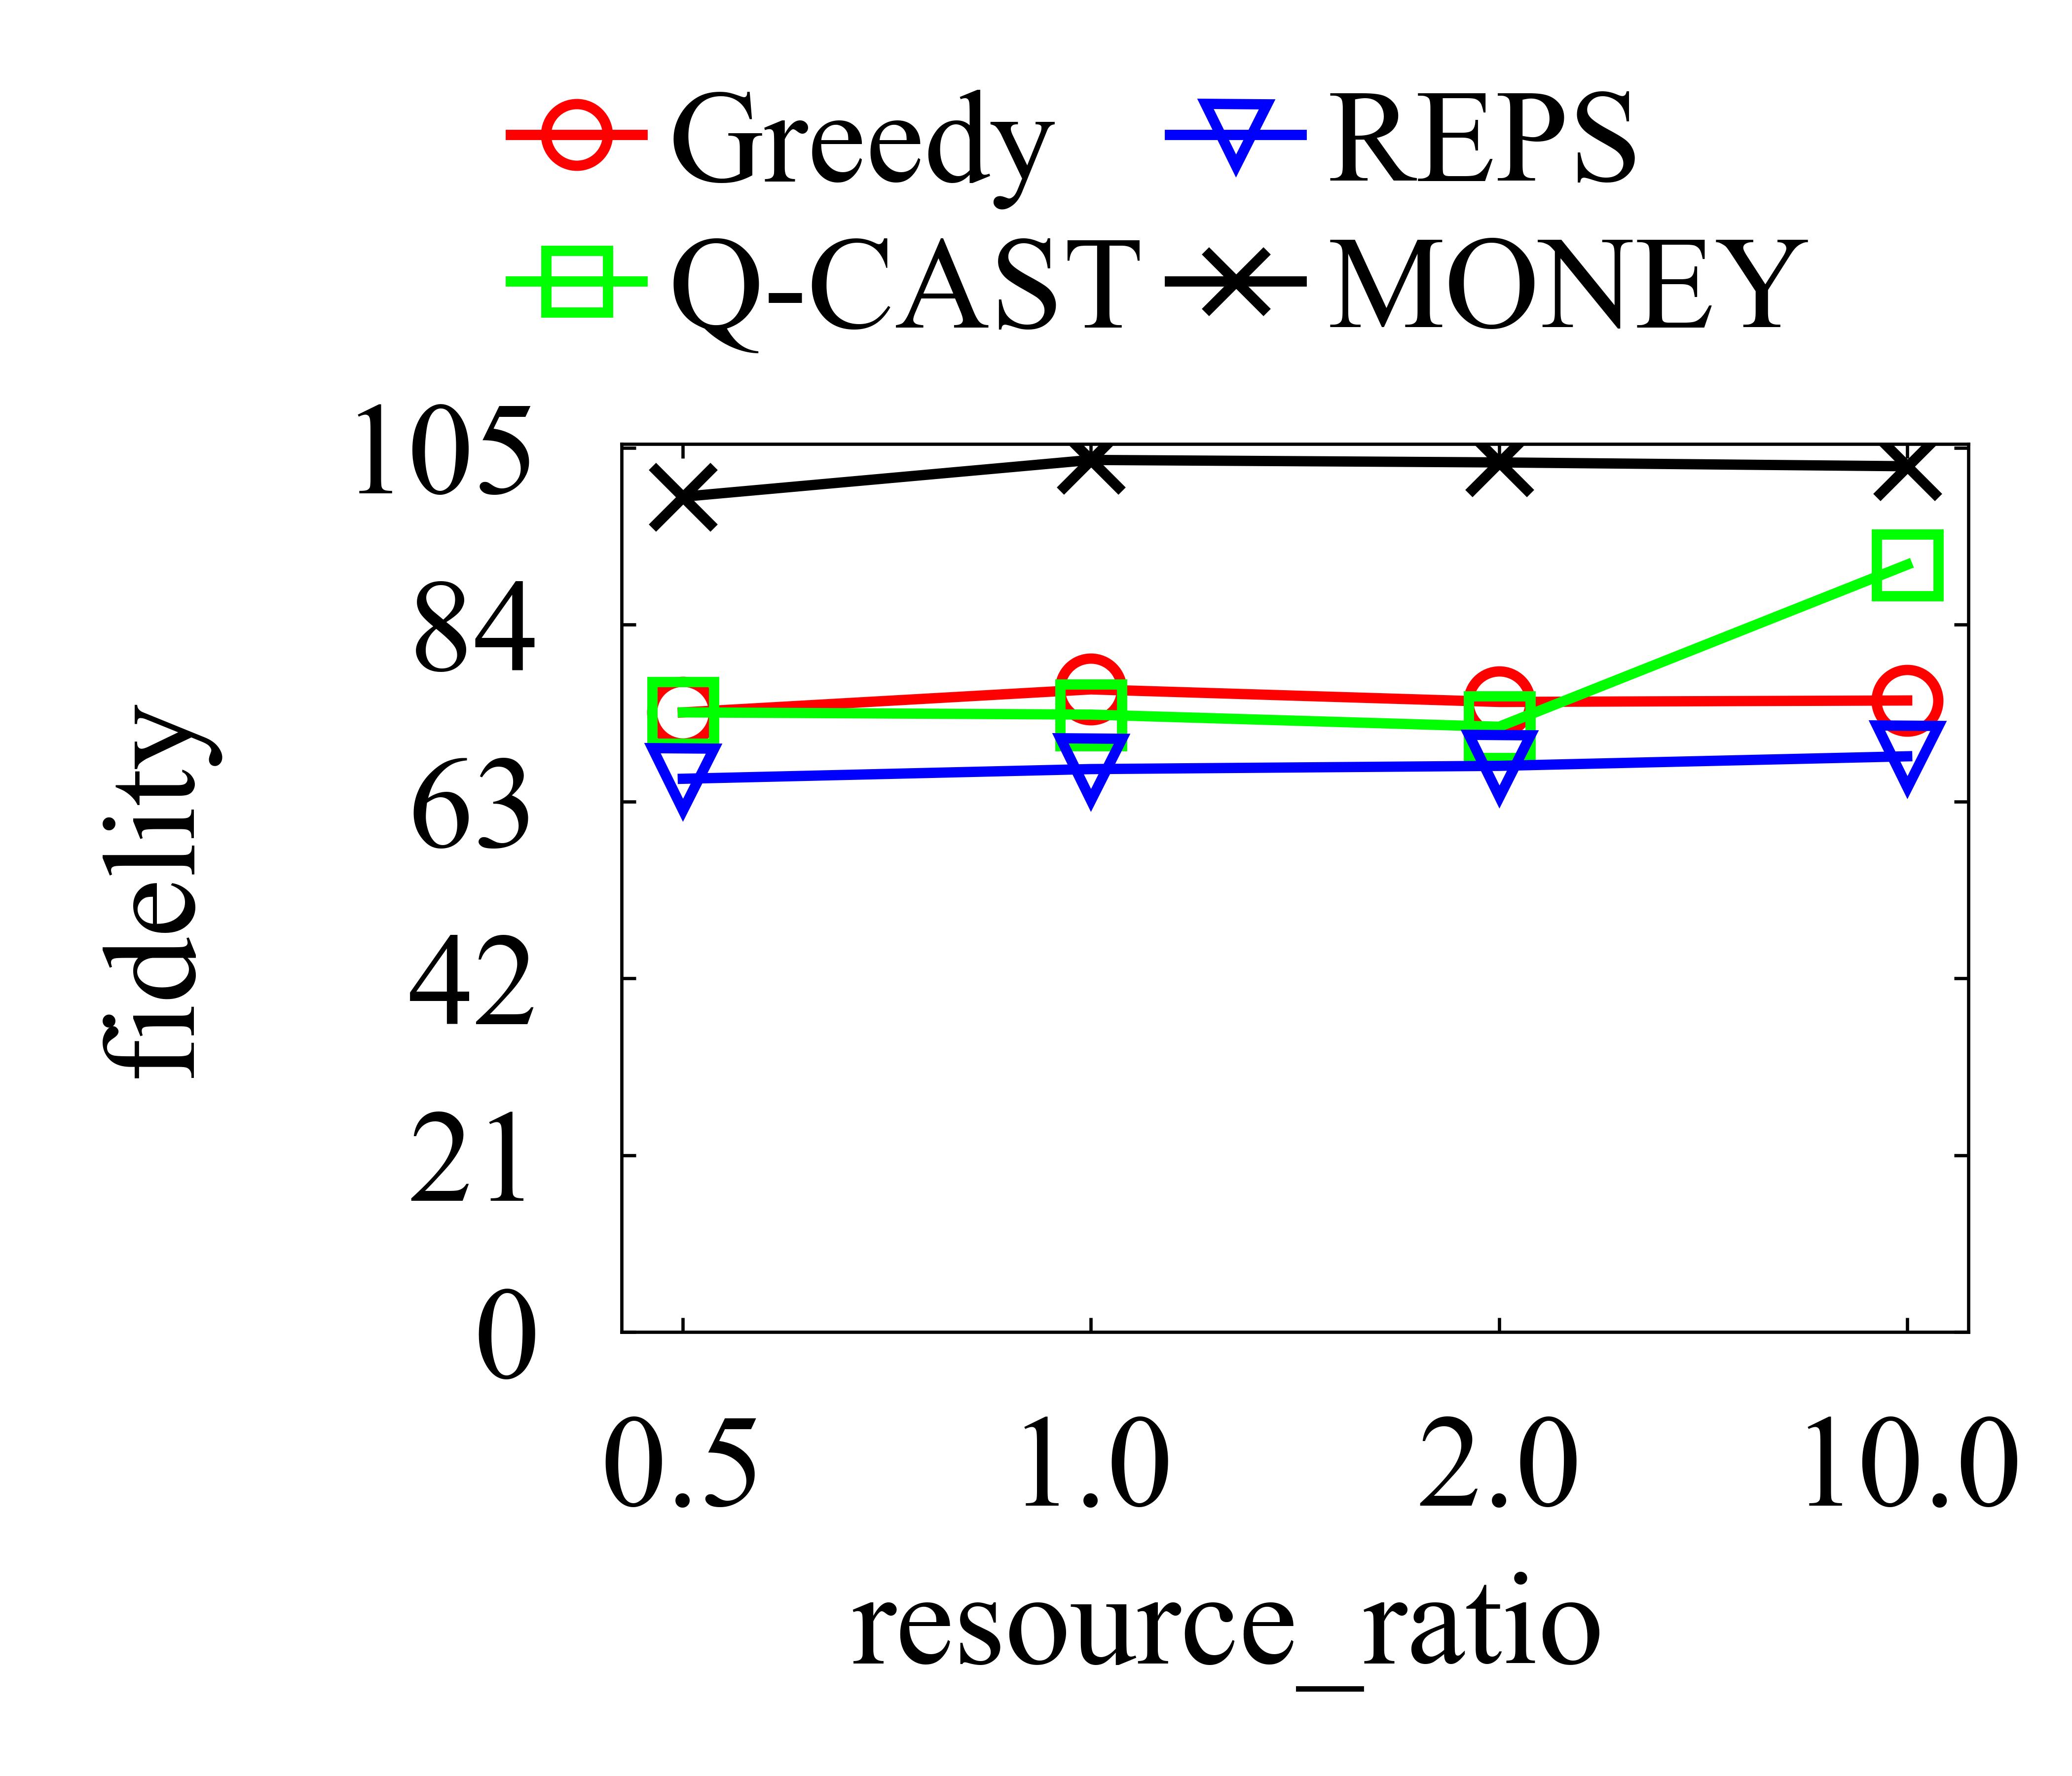 Greedy REPS
Q-CAST MONEY
105
84
63
42
21
0
fidelity
0.5 1.0 2.0 10.0
resource_ratio